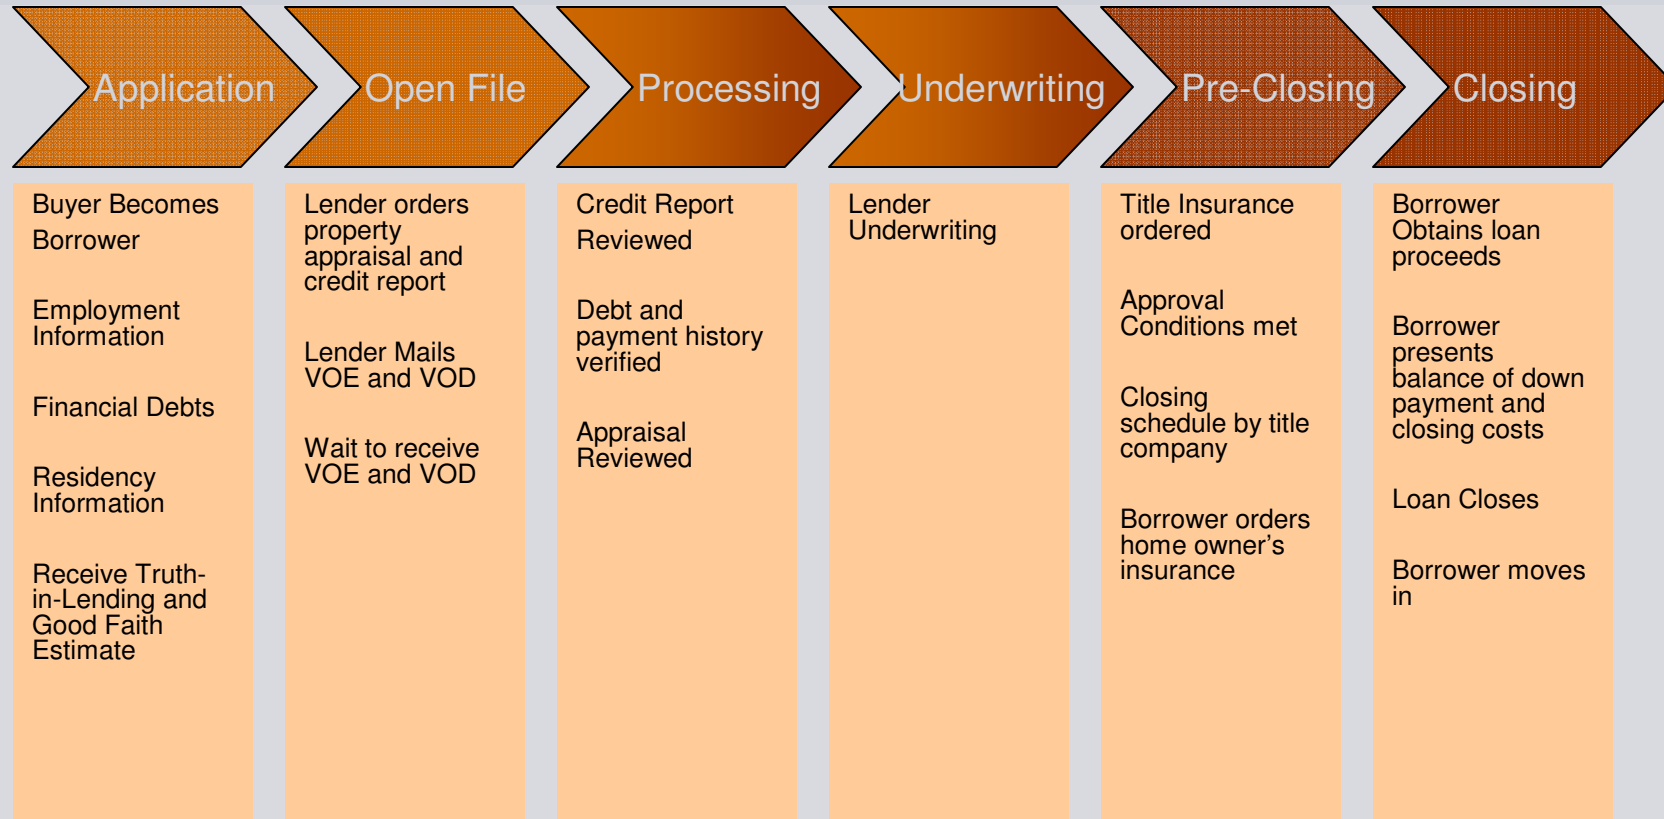 Application
Open File
Processing
Underwriting
Pre-Closing
Closing
Buyer Becomes
Borrower
Employment
Information
Financial Debts
Residency
Information
Receive Truth-
in-Lending and
Good Faith
Estimate
Lender orders
property
appraisal and
credit report
Lender Mails
VOE and VOD
Wait to receive
VOE and VOD
Credit Report
Reviewed
Debt and
payment history
verified
Appraisal
Reviewed
Lender
Underwriting
Title Insurance
ordered
Approval
Conditions met
Closing
schedule by title
company
Borrower orders
home owner’s
insurance
Borrower
Obtains loan
proceeds
Borrower
presents
balance of down
payment and
closing costs
Loan Closes
Borrower moves
in